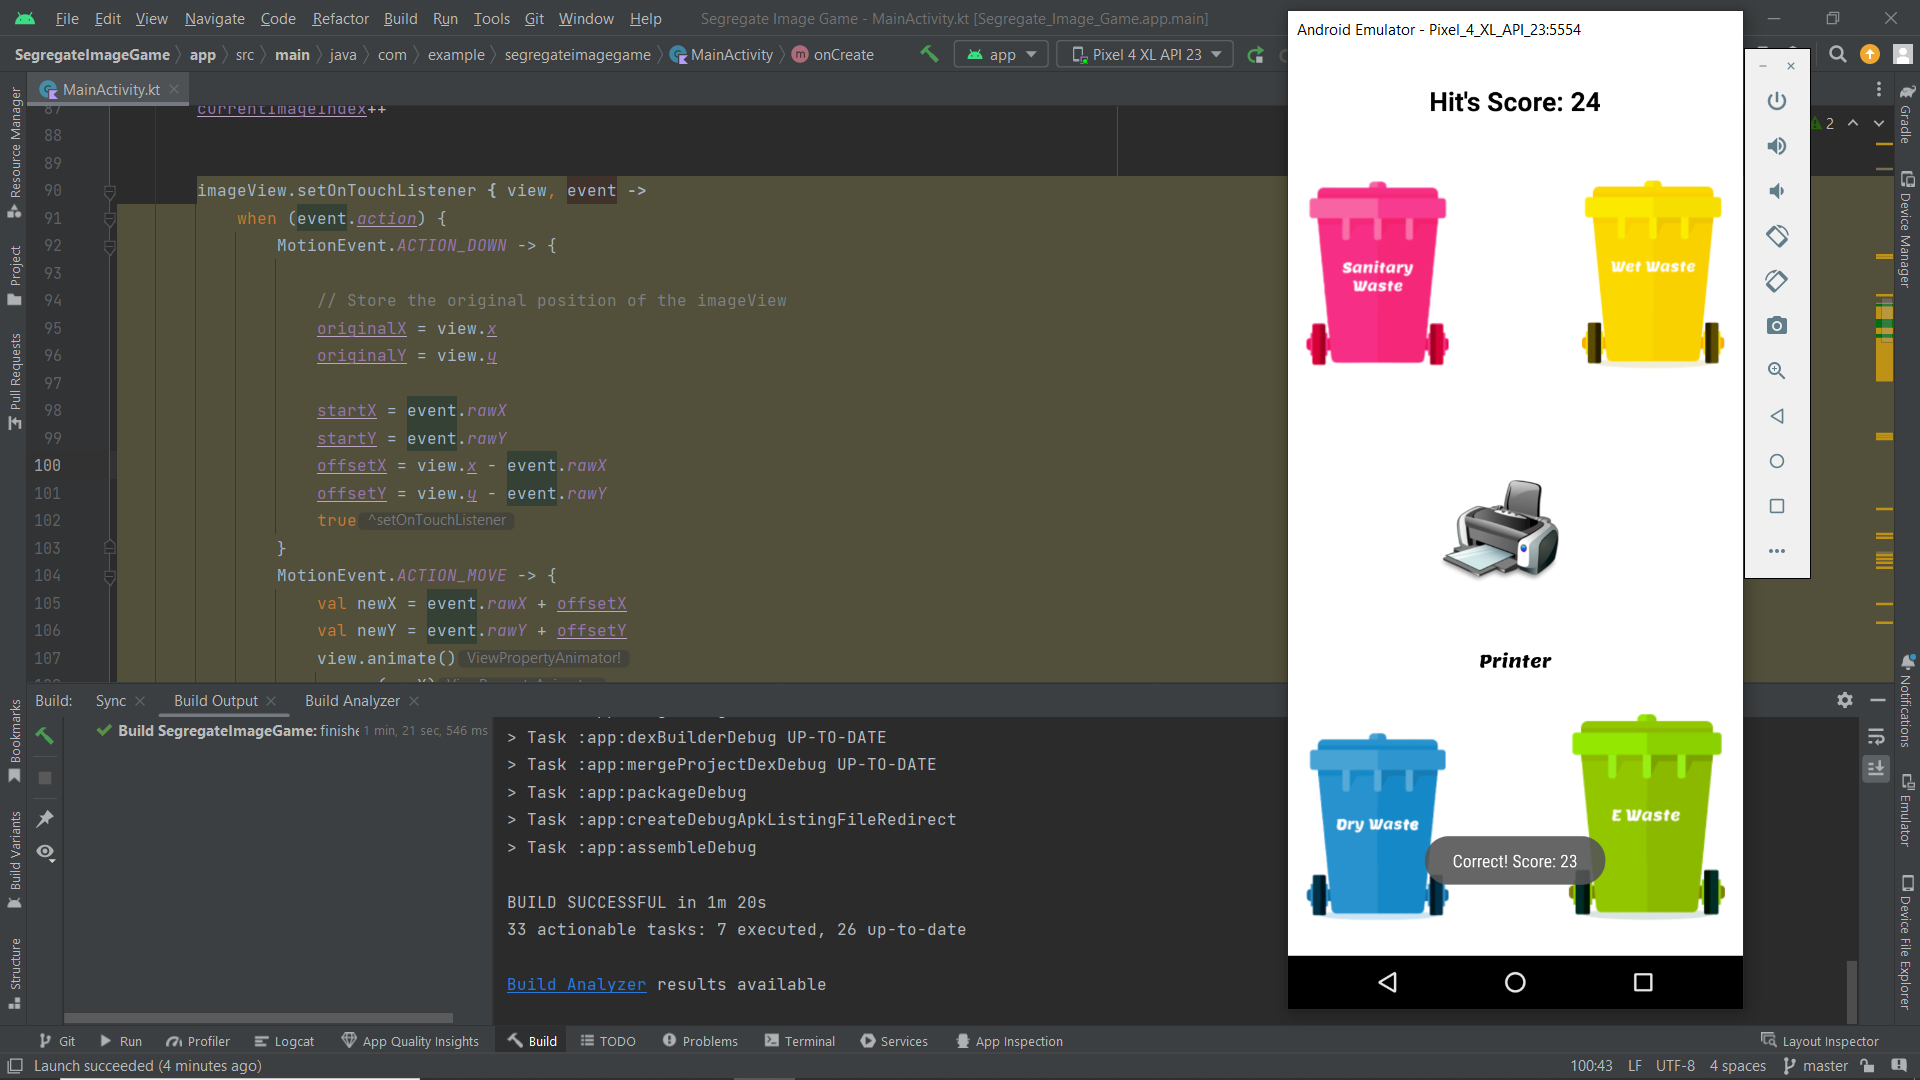 File Edit View Navigate Code Refactor Build Run Tools Git Window Help Segregate Image Game - MainActivity.kt [Segregate_Image_Game.app.main]
SegregateImageGame app src main java com example segregateimagegame MainActivity onCreate app Pixel 4 XL API 23
MainActivity.kt
2
87 currentImageIndex++
88
89
90 imageView.setOnTouchListener { view, event ->
91 when (event.action) {
92 MotionEvent.ACTION_DOWN -> {
93
94 // Store the original position of the imageView
95 originalX = view.x
96 originalY = view.y
97
98 startX = event.rawX
99 startY = event.rawY
100 offsetX = view.x - event.rawX
101 offsetY = view.y - event.rawY
102 true ^setOnTouchListener
103 }
104 MotionEvent.ACTION_MOVE -> {
105 val newX = event.rawX + offsetX
106 val newY = event.rawY + offsetY
107 view.animate() ViewPropertyAnimator!
Resource Manager
Project
Pull Requests
Bookmarks
Build Variants
Structure
Build: Sync Build Output Build Analyzer
Build SegregateImageGame: finishe 1 min, 21 sec, 546 ms
> Task :app:dexBuilderDebug UP-TO-DATE
> Task :app:mergeProjectDexDebug UP-TO-DATE
> Task :app:packageDebug
> Task :app:createDebugApkListingFileRedirect
> Task :app:assembleDebug
BUILD SUCCESSFUL in 1m 20s
33 actionable tasks: 7 executed, 26 up-to-date
Build Analyzer results available
Android Emulator - Pixel_4_XL_API_23:5554
Hit's Score: 24
Sanitary
Waste
Wet Waste
Printer
Dry Waste
E Waste
Correct! Score: 23
Gradle
Device Manager
Notifications
Emulator
Device File Explorer
Git Run Profiler Logcat App Quality Insights Build TODO Problems Terminal Services App Inspection Layout Inspector
Launch succeeded (4 minutes ago) 100:43 LF UTF-8 4 spaces master